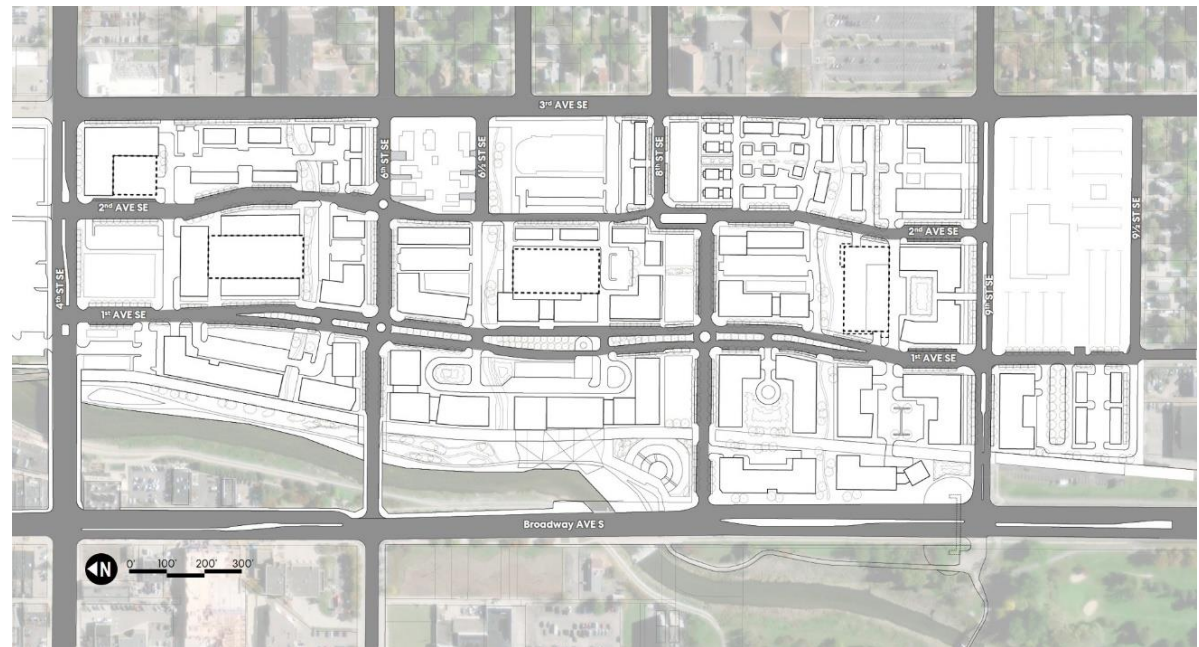 3rd AVE SE
6th ST SE
6½ ST SE
8th ST SE
2nd AVE SE
2nd AVE SE
9½ ST SE
4th ST SE
9th ST SE
1st AVE SE
1st AVE SE
Broadway AVE S
N
0' 100' 200' 300'